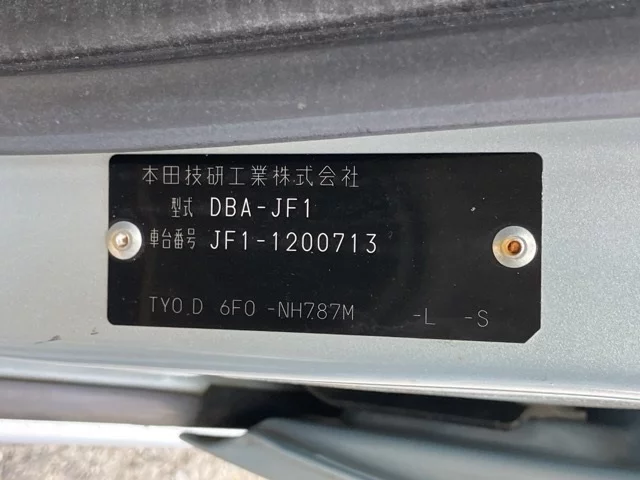 本田技研工業株式会社
型式 DBA-JF1
車台番号 JF1-1200713
TYO.D 6FO -NH787M -L -S